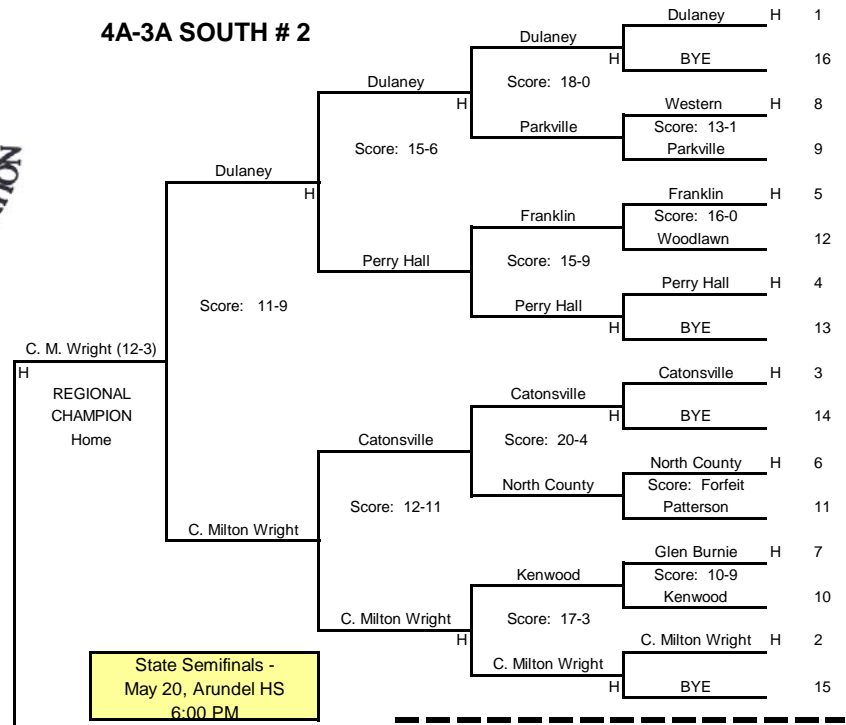 4A-3A SOUTH # 2
Dulaney H 1
Dulaney
H BYE 16
Dulaney Score: 18-0
H Western H 8
Parkville Score: 13-1
Score: 15-6 Parkville 9
Dulaney
H Franklin H 5
Franklin Score: 16-0
Woodlawn 12
Perry Hall Score: 15-9
Perry Hall H 4
Score: 11-9 Perry Hall
H BYE 13
C. M. Wright (12-3)
H Catonsville H 3
REGIONAL
CHAMPION
Home
Catonsville
H BYE 14
Catonsville Score: 20-4
North County H 6
North County Score: Forfeit
Score: 12-11 Patterson 11
C. Milton Wright
Glen Burnie H 7
Kenwood Score: 10-9
Kenwood 10
C. Milton Wright Score: 17-3
H C. Milton Wright H 2
C. Milton Wright
H BYE 15
State Semifinals -
May 20, Arundel HS
6:00 PM